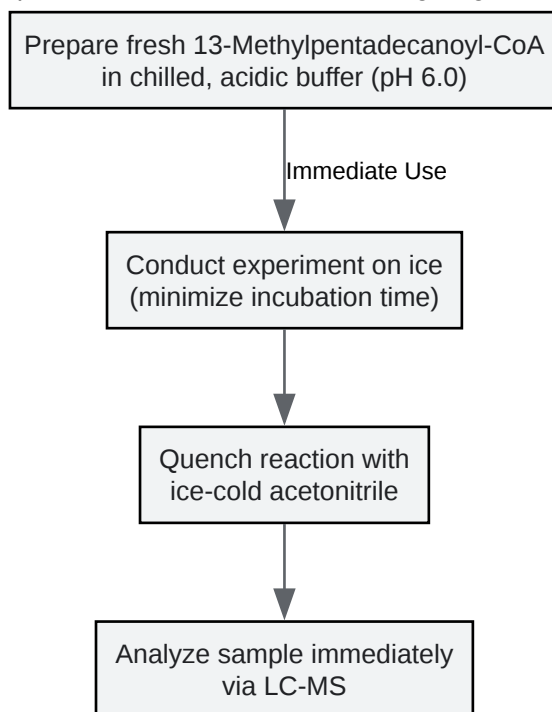 Prepare fresh 13-Methylpentadecanoyl-CoA
in chilled, acidic buffer (pH 6.0)
Immediate Use
Conduct experiment on ice
(minimize incubation time)
Quench reaction with
ice-cold acetonitrile
Analyze sample immediately
via LC-MS